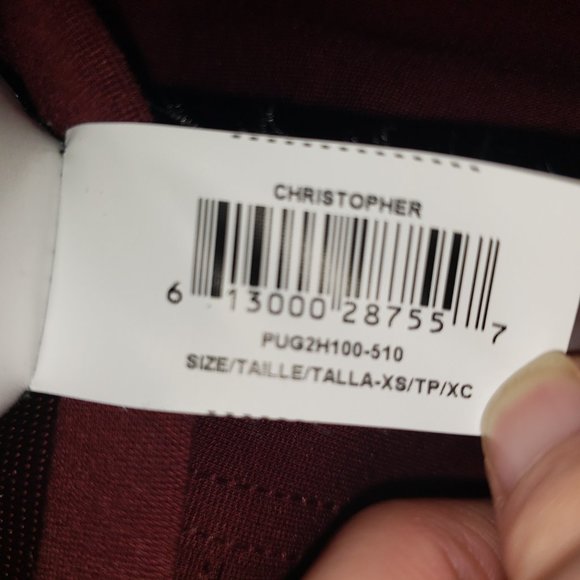 CHRISTOPHER
6 13000 28755 7
PUG2H100-510
SIZE/TAILLE/TALLA-XS/TP/XC